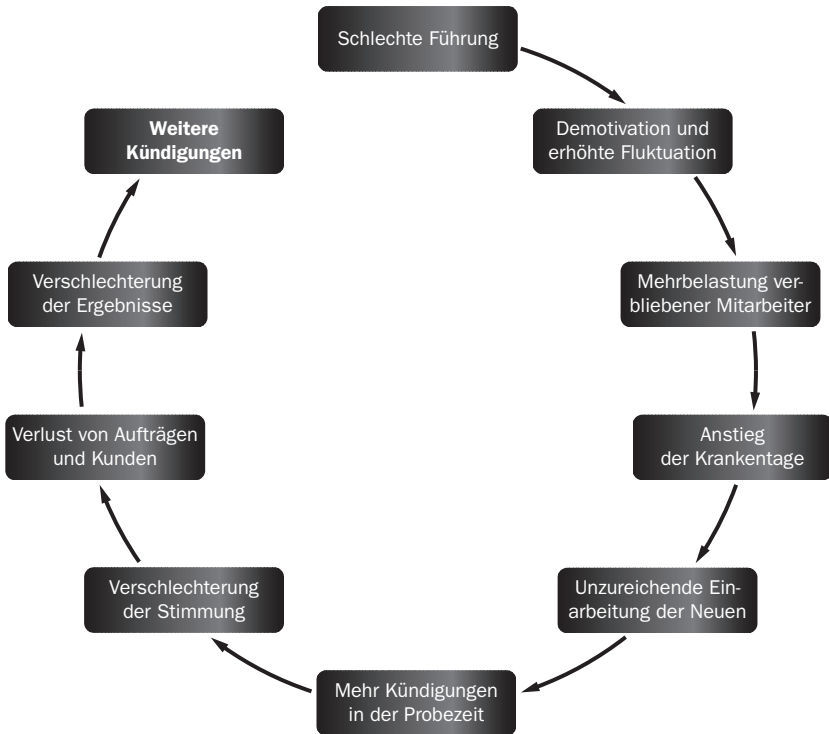 Schlechte Führung
Demotivation und
erhöhte Fluktuation
Mehrbelastung ver-
bliebener Mitarbeiter
Anstieg
der Krankentage
Unzureichende Ein-
arbeitung der Neuen
Mehr Kündigungen
in der Probezeit
Verschlechterung
der Stimmung
Verlust von Aufträgen
und Kunden
Verschlechterung
der Ergebnisse
Weitere
Kündigungen